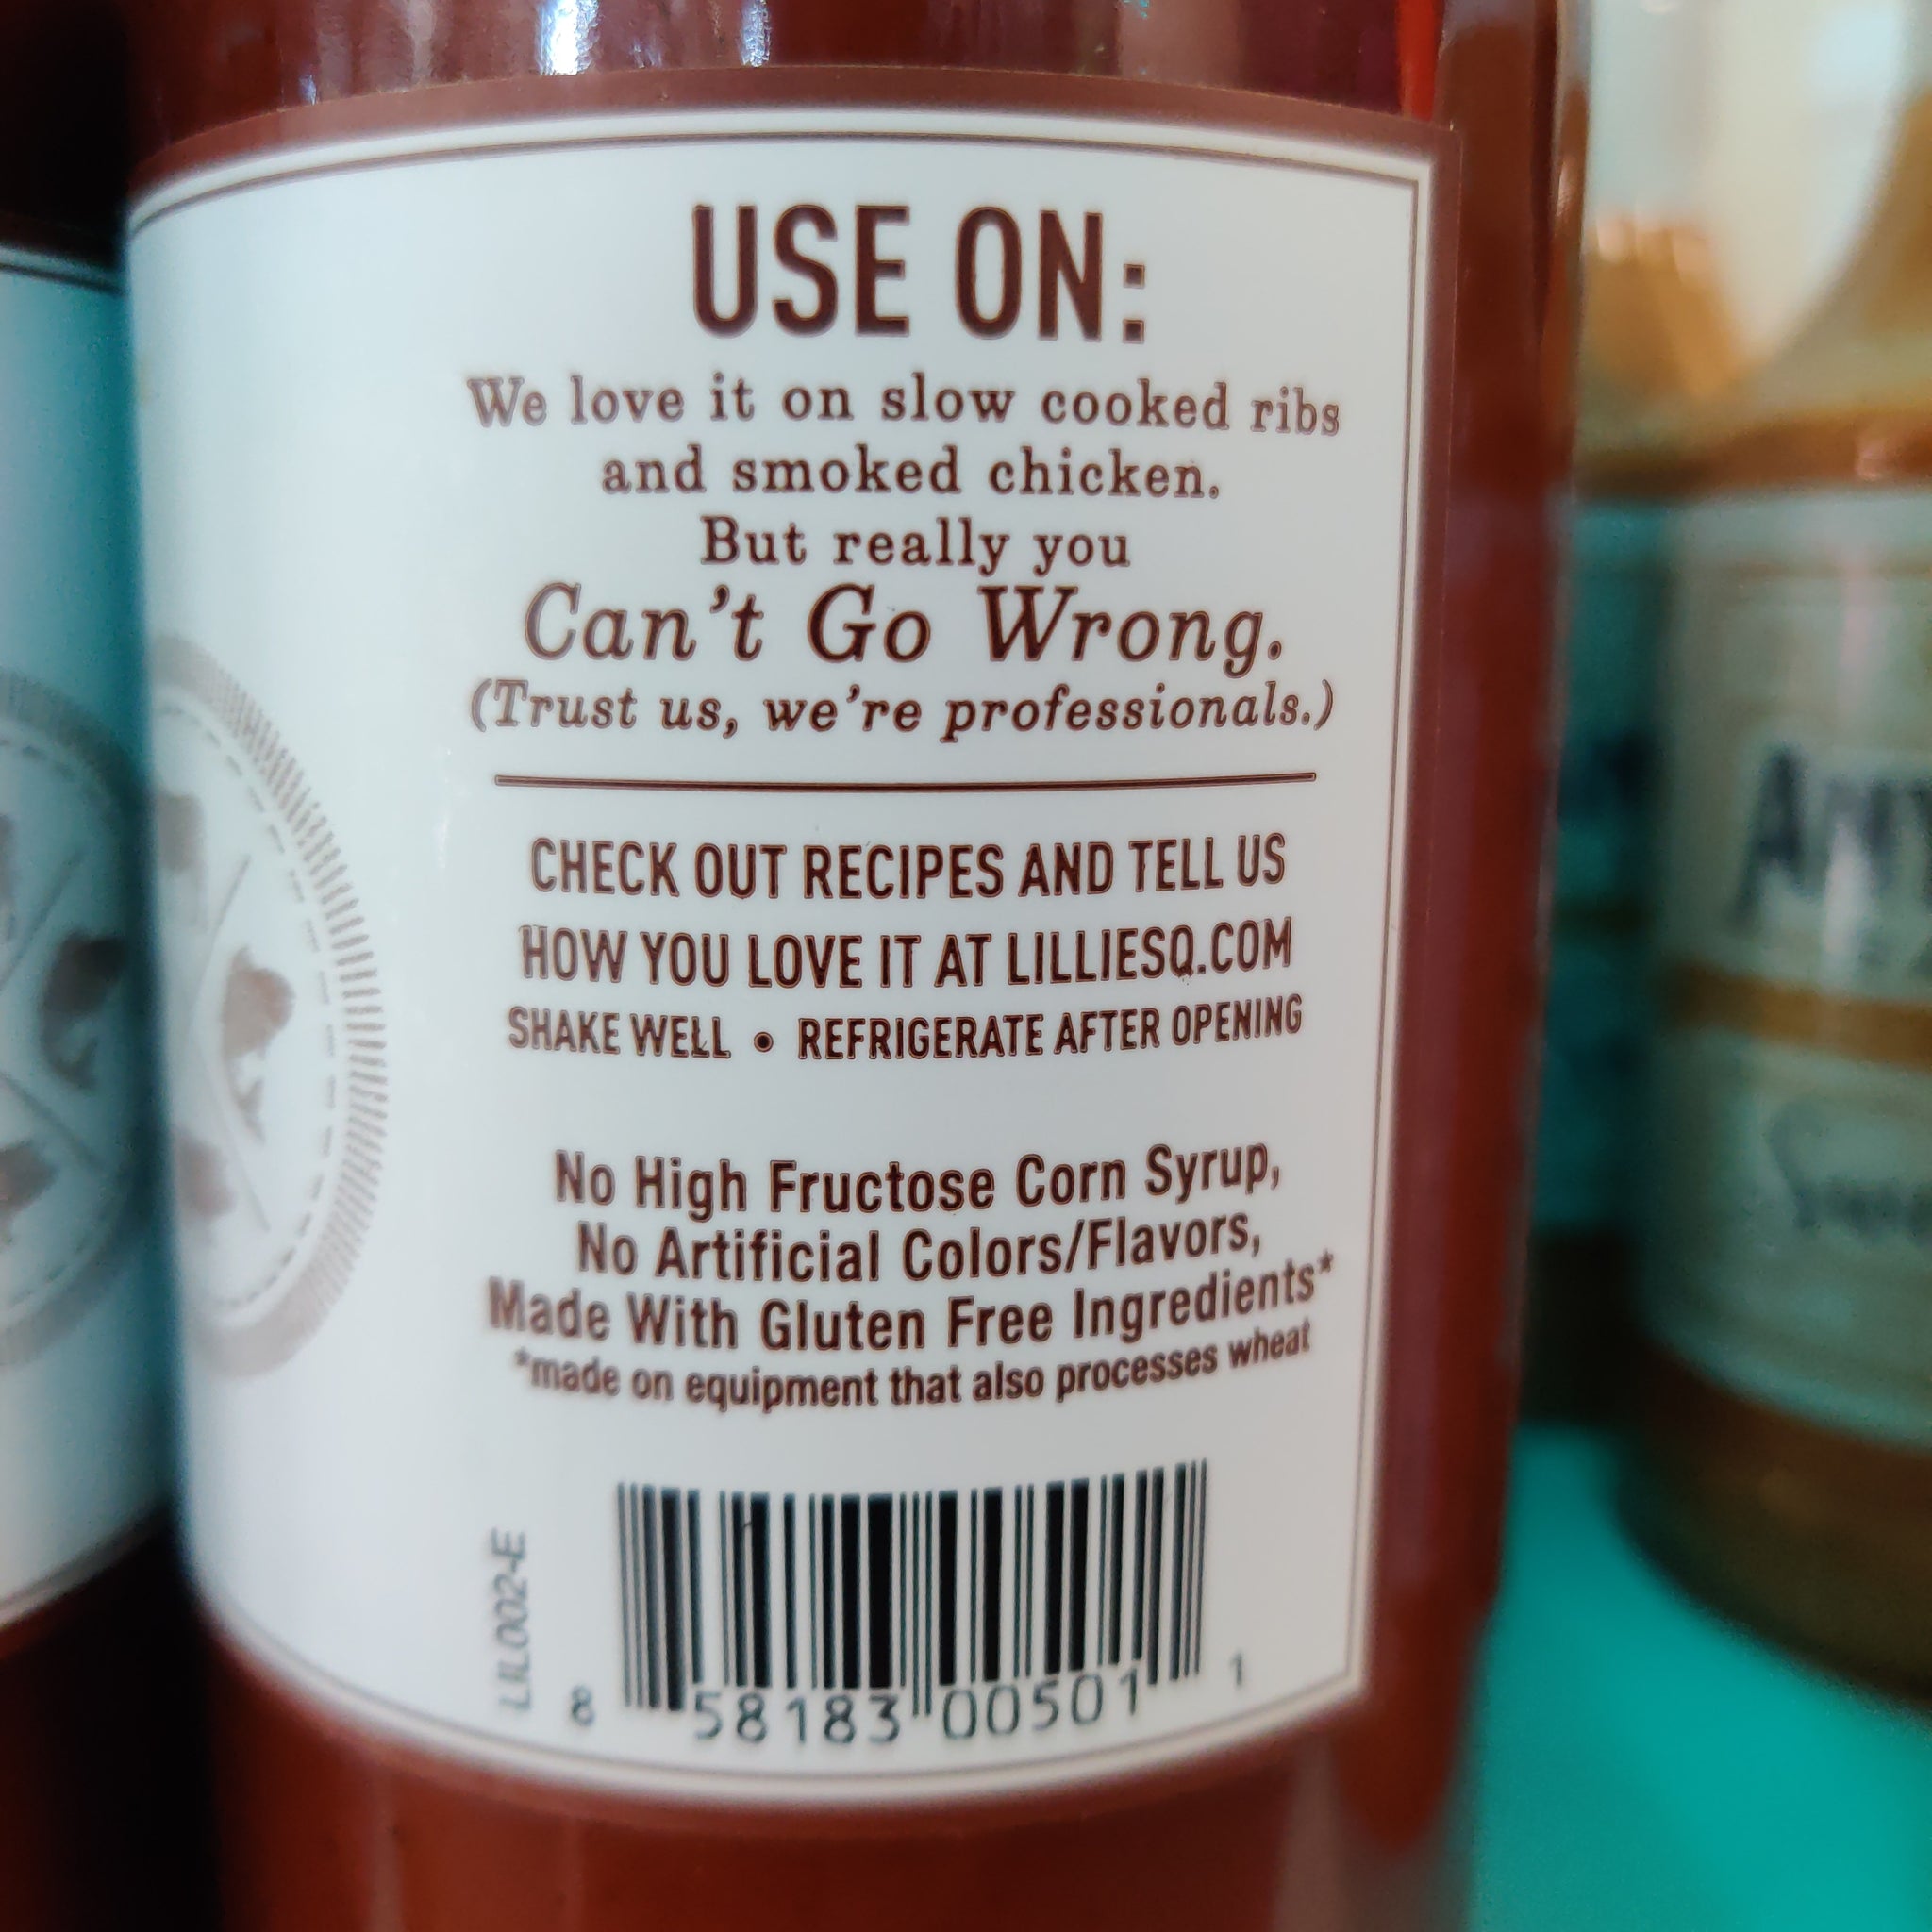 USE ON:
We love it on slow cooked ribs
and smoked chicken.
But really you
Can't Go Wrong.
(Trust us, we're professionals.)
CHECK OUT RECIPES AND TELL US
HOW YOU LOVE IT AT LILLIESQ.COM
SHAKE WELL • REFRIGERATE AFTER OPENING
No High Fructose Corn Syrup,
No Artificial Colors/Flavors,
Made With Gluten Free Ingredients*
*made on equipment that also processes wheat
LIL002-E
8 58183 00501 1